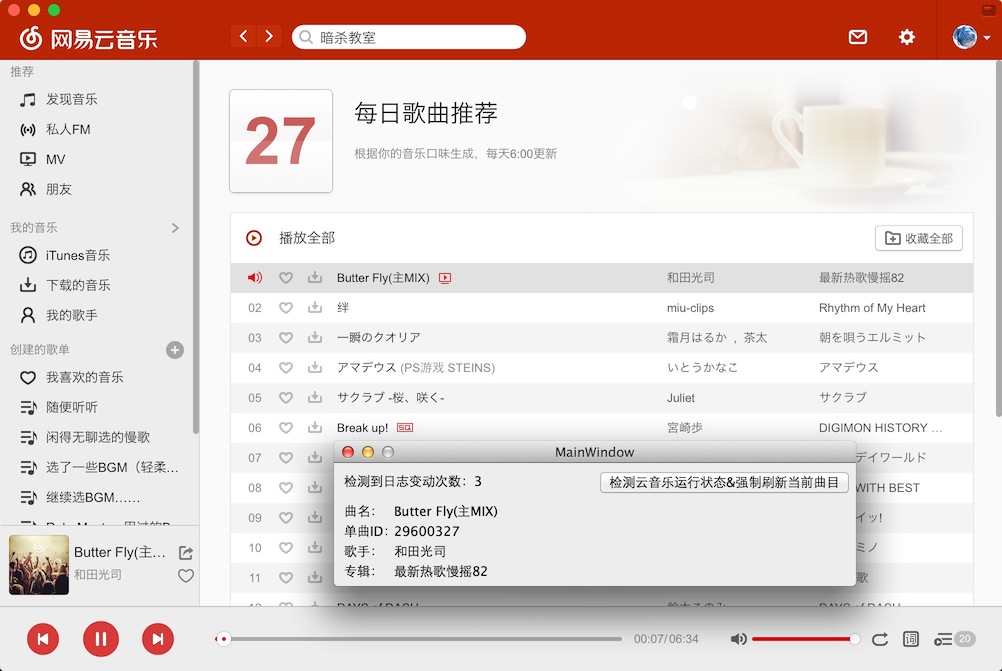 网易云音乐
暗杀教室
推荐
发现音乐
私人FM
MV
朋友
我的音乐
iTunes音乐
下载的音乐
我的歌手
创建的歌单
我喜欢的音乐
随便听听
闲得无聊选的慢歌
选了一些BGM（轻柔...
继续选BGM……
Butter Fly(主...
和田光司
27
每日歌曲推荐
根据你的音乐口味生成，每天6:00更新
播放全部
收藏全部
Butter Fly(主MIX) 和田光司 最新热歌慢摇82
02 绊 miu-clips Rhythm of My Heart
03 一瞬のクオリア 霜月はるか ，茶太 朝を唄うエルミット
04 アマデウス (PS游戏 STEINS) いとうかなこ アマデウス
05 サクラブ -桜、咲く- Juliet サクラブ
06 Break up! SQ 宮崎歩 DIGIMON HISTORY ...
07 デイワールド
08 WITH BEST
09 イッ!
10 ミノ
11 歌
DAYS of DASH 鈴木このみ DAYS of DASH
MainWindow
检测到日志变动次数：3
检测云音乐运行状态&强制刷新当前曲目
曲名： Butter Fly(主MIX)
单曲ID: 29600327
歌手： 和田光司
专辑： 最新热歌慢摇82
00:07/06:34
词
20